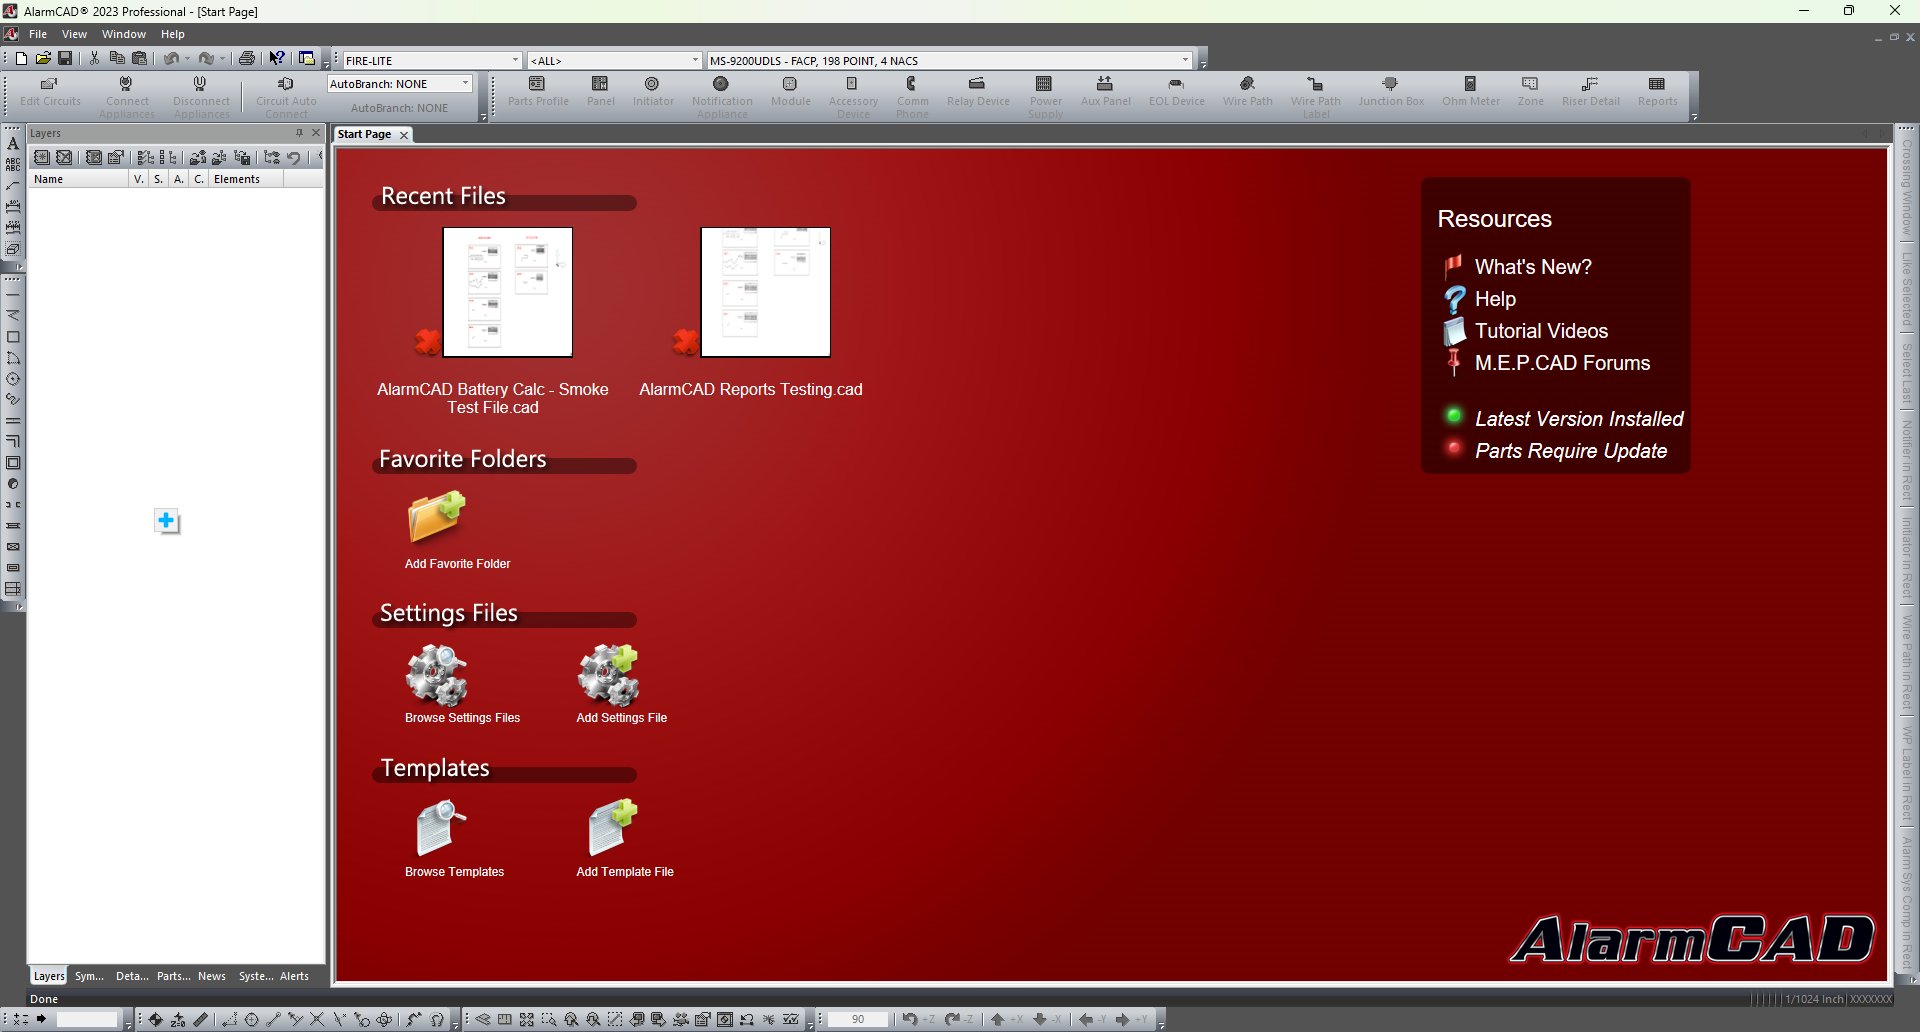 AlarmCAD® 2023 Professional - [Start Page]
File View Window Help
FIRE-LITE <ALL> MS-9200UDLS - FACP, 198 POINT, 4 NACS
Edit Circuits Connect Appliances Disconnect Appliances Circuit Auto Connect AutoBranch: NONE AutoBranch: NONE Parts Profile Panel Initiator Notification Appliance Module Accessory Device Comm Phone Relay Device Power Supply Aux Panel EOL Device Wire Path Wire Path Label Junction Box Ohm Meter Zone Riser Detail Reports
Layers
Start Page
Name V. S. A. C. Elements
Recent Files
AlarmCAD Battery Calc - Smoke
Test File.cad
AlarmCAD Reports Testing.cad
Favorite Folders
Add Favorite Folder
Settings Files
Browse Settings Files Add Settings File
Templates
Browse Templates Add Template File
Resources
What's New?
Help
Tutorial Videos
M.E.P.CAD Forums
Latest Version Installed
Parts Require Update
AlarmCAD
Crossing Window
Like Selected
Select Last
Notifier in Rect
Initiator in Rect
Wire Path in Rect
WP Label in Rect
Alarm Sys Comp in Rect
Layers Sym... Deta... Parts... News Syste... Alerts
Done
1/1024 Inch XXXXXXX
90 +Z -Z +X -X -Y +Y